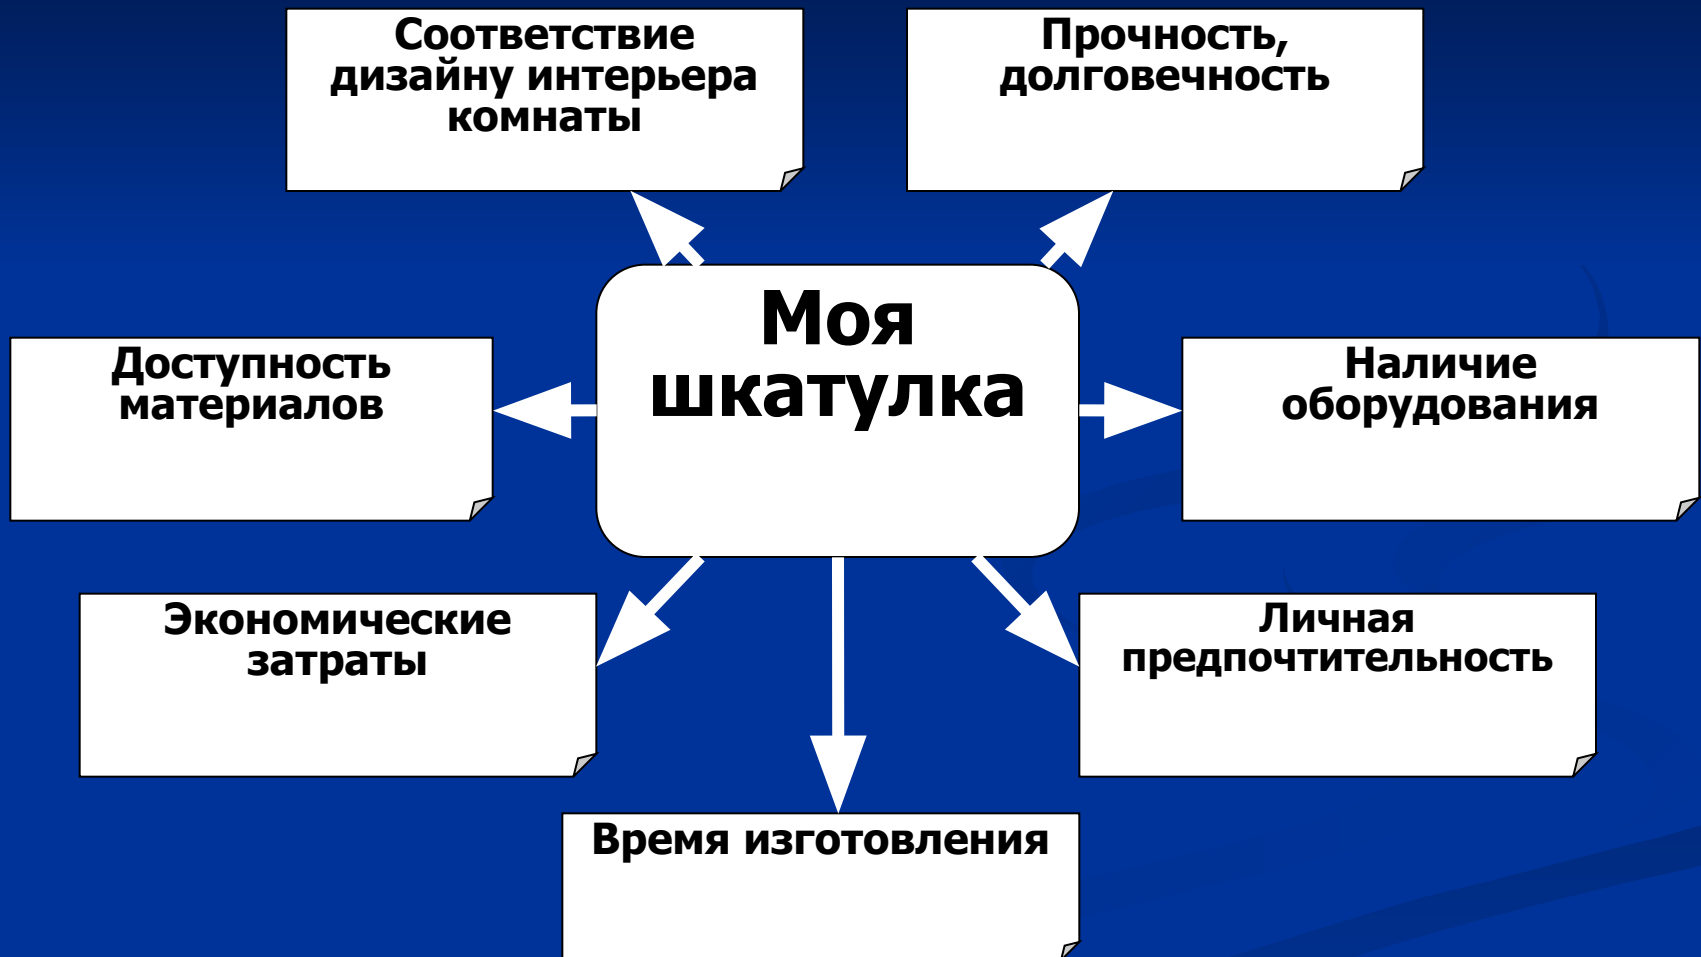 Соответствие
дизайну интерьера
комнаты
Прочность,
долговечность
Моя
шкатулка
Доступность
материалов
Наличие
оборудования
Экономические
затраты
Личная
предпочтительность
Время изготовления